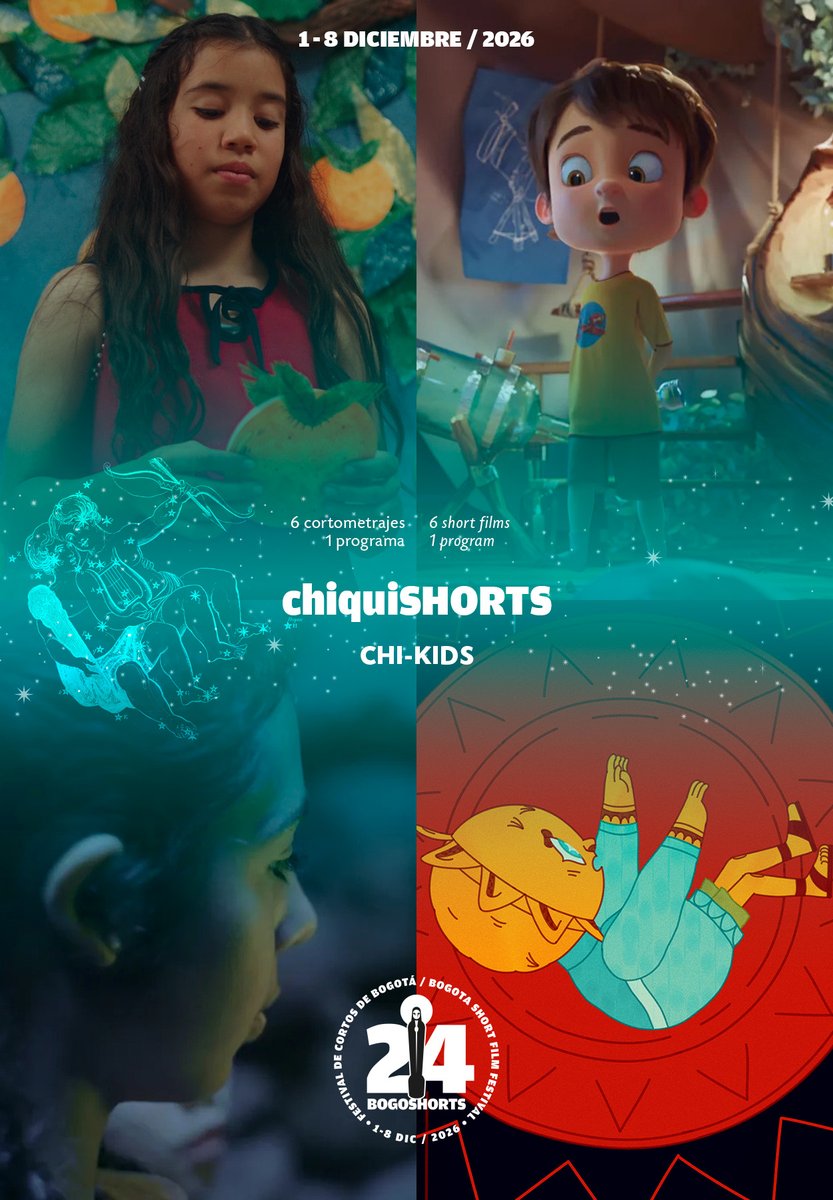 1 - 8 DICIEMBRE / 2026
6 cortometrajes
1 programa
6 short films
1 program
chiquiSHORTS
CHI-KIDS
FESTIVAL DE CORTOS DE BOGOTÁ / BOGOTA SHORT FILM FESTIVAL
24
BOGOSHORTS
• 1-8 DIC / 2026 •